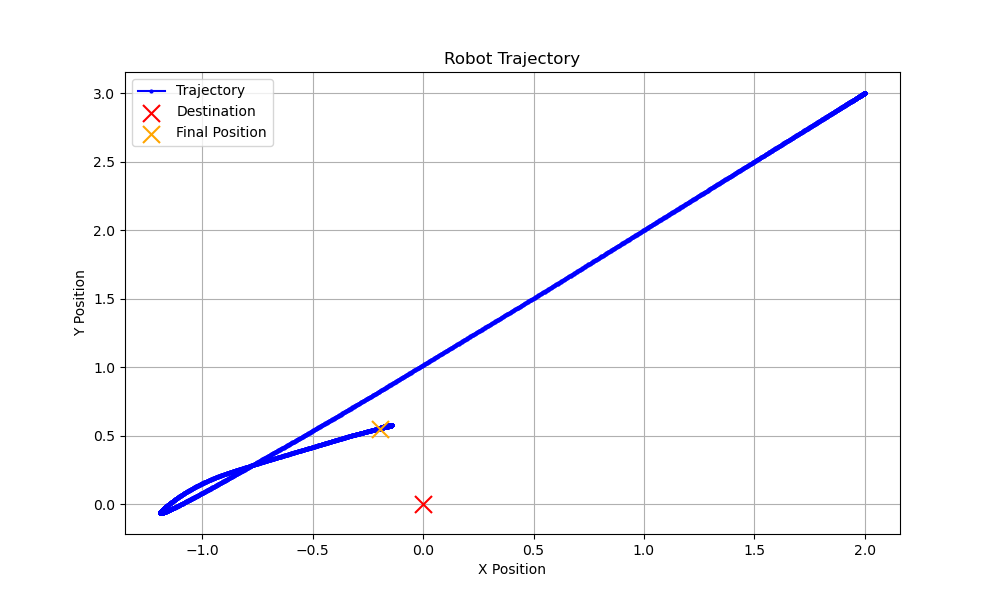 Robot Trajectory
Trajectory
Destination
Final Position
3.0
2.5
2.0
1.5
1.0
0.5
0.0
Y Position
−1.0 −0.5 0.0 0.5 1.0 1.5 2.0
X Position